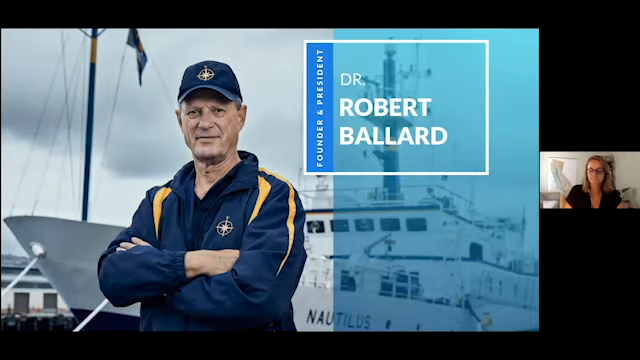 FOUNDER & PRESIDENT
DR.
ROBERT
BALLARD
NAUTILUS